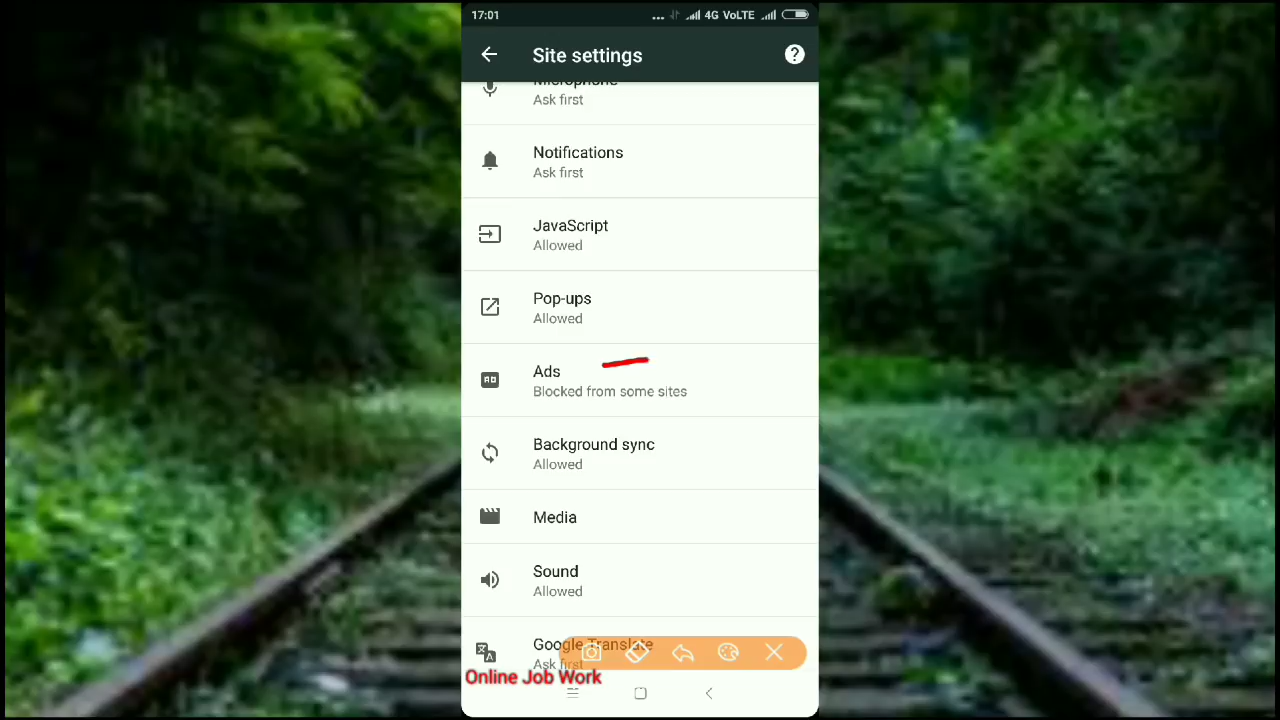 17:01
4G VoLTE
Site settings
Microphone
Ask first
Notifications
Ask first
JavaScript
Allowed
Pop-ups
Allowed
AD
Ads
Blocked from some sites
Background sync
Allowed
Media
Sound
Allowed
Google Translate
Ask first
Online Job Work